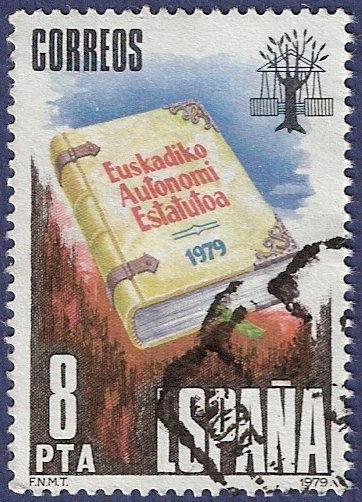 CORREOS
Euskadiko
Autonomi
Estatutoa
1979
8
PTA
ESPAÑA
F.N.M.T.
1979